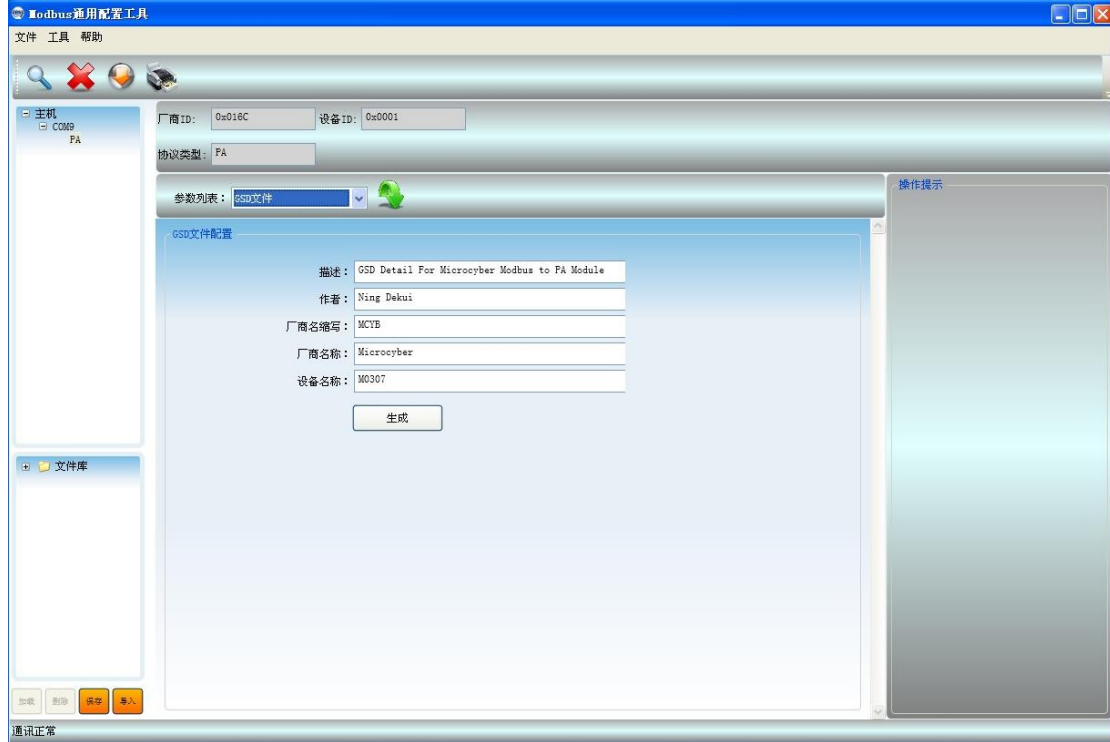 Modbus通用配置工具
文件 工具 帮助
主机
COM9
PA
厂商ID: 0x016C 设备ID: 0x0001
协议类型: PA
参数列表: GSD文件
操作提示
GSD文件配置
描述: GSD Detail For Microcyber Modbus to PA Module
作者: Ning Dekui
厂商名缩写: MCYB
厂商名称: Microcyber
设备名称: M0307
生成
文件库
加载 删除 保存 导入
通讯正常